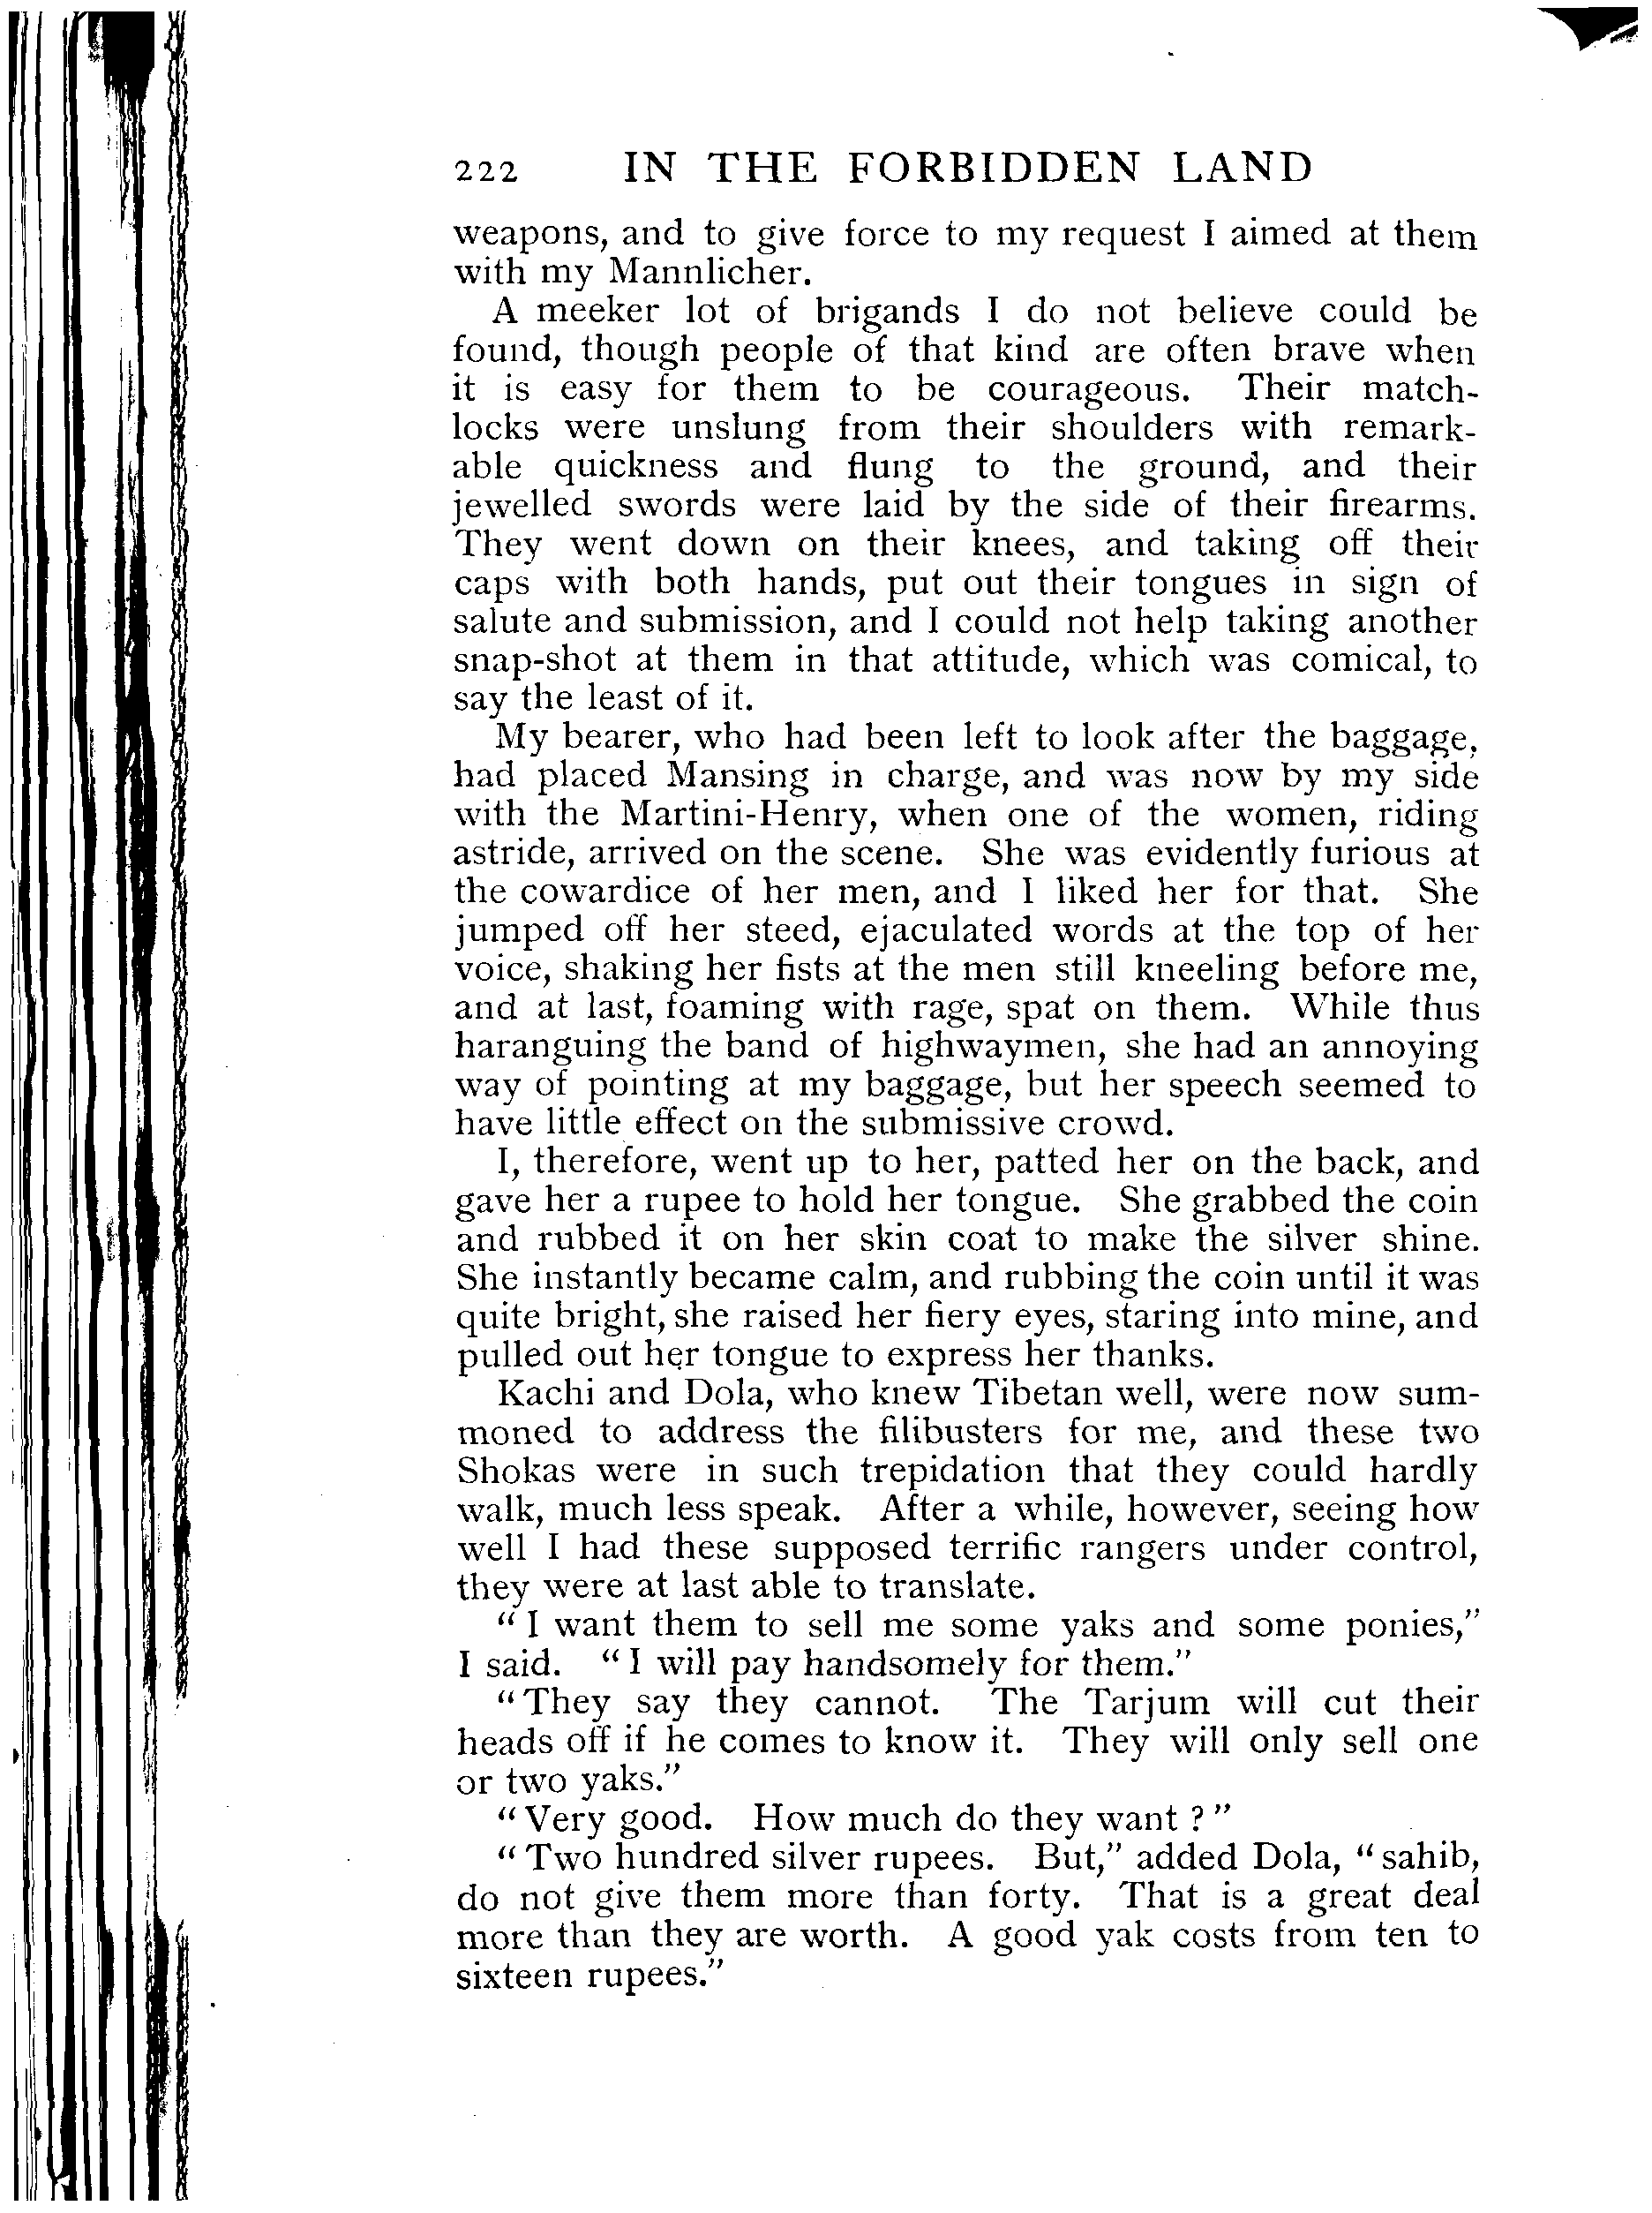 222 IN THE FORBIDDEN LAND
weapons, and to give force to my request I aimed at them
with my Mannlicher.
A meeker lot of brigands I do not believe could be
found, though people of that kind are often brave when
it is easy for them to be courageous. Their match-
locks were unslung from their shoulders with remark-
able quickness and flung to the ground, and their
jewelled swords were laid by the side of their firearms.
They went down on their knees, and taking off their
caps with both hands, put out their tongues in sign of
salute and submission, and I could not help taking another
snap-shot at them in that attitude, which was comical, to
say the least of it.
My bearer, who had been left to look after the baggage,
had placed Mansing in charge, and was now by my side
with the Martini-Henry, when one of the women, riding
astride, arrived on the scene. She was evidently furious at
the cowardice of her men, and I liked her for that. She
jumped off her steed, ejaculated words at the top of her
voice, shaking her fists at the men still kneeling before me,
and at last, foaming with rage, spat on them. While thus
haranguing the band of highwaymen, she had an annoying
way of pointing at my baggage, but her speech seemed to
have little effect on the submissive crowd.
I, therefore, went up to her, patted her on the back, and
gave her a rupee to hold her tongue. She grabbed the coin
and rubbed it on her skin coat to make the silver shine.
She instantly became calm, and rubbing the coin until it was
quite bright, she raised her fiery eyes, staring into mine, and
pulled out her tongue to express her thanks.
Kachi and Dola, who knew Tibetan well, were now sum-
moned to address the filibusters for me, and these two
Shokas were in such trepidation that they could hardly
walk, much less speak. After a while, however, seeing how
well I had these supposed terrific rangers under control,
they were at last able to translate.
“I want them to sell me some yaks and some ponies,”
I said. “I will pay handsomely for them.”
“They say they cannot. The Tarjum will cut their
heads off if he comes to know it. They will only sell one
or two yaks.”
“Very good. How much do they want ?”
“Two hundred silver rupees. But,” added Dola, “sahib,
do not give them more than forty. That is a great deal
more than they are worth. A good yak costs from ten to
sixteen rupees.”